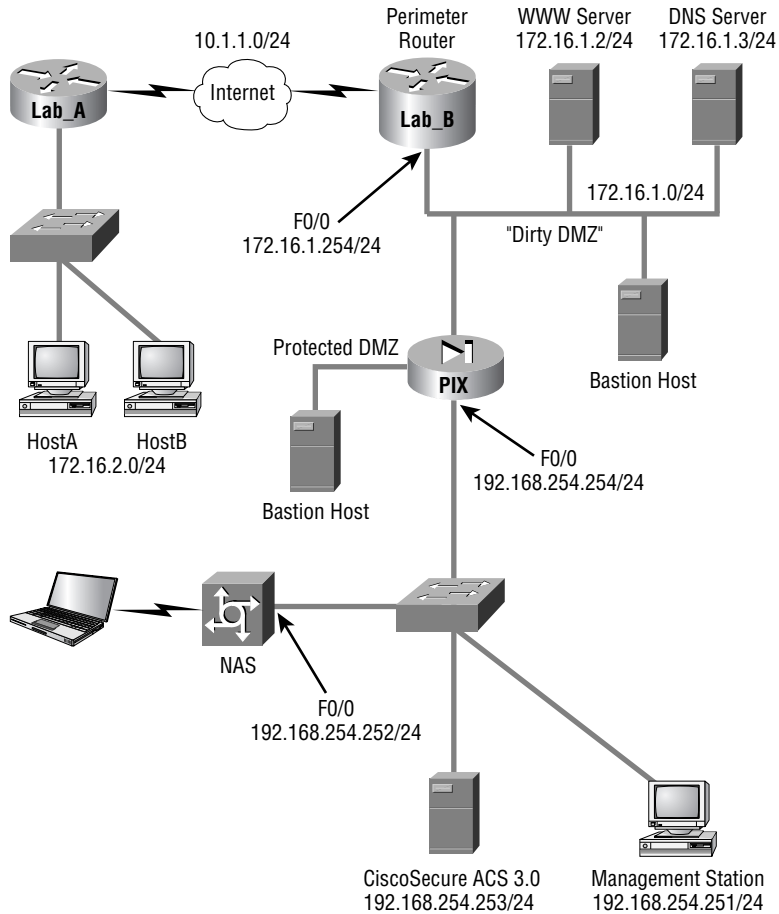 Perimeter
Router
WWW Server
172.16.1.2/24
DNS Server
172.16.1.3/24
10.1.1.0/24
Internet
Lab_A
Lab_B
172.16.1.0/24
F0/0
172.16.1.254/24
"Dirty DMZ"
Protected DMZ
PIX
Bastion Host
HostA
HostB
172.16.2.0/24
F0/0
192.168.254.254/24
Bastion Host
NAS
F0/0
192.168.254.252/24
CiscoSecure ACS 3.0
192.168.254.253/24
Management Station
192.168.254.251/24